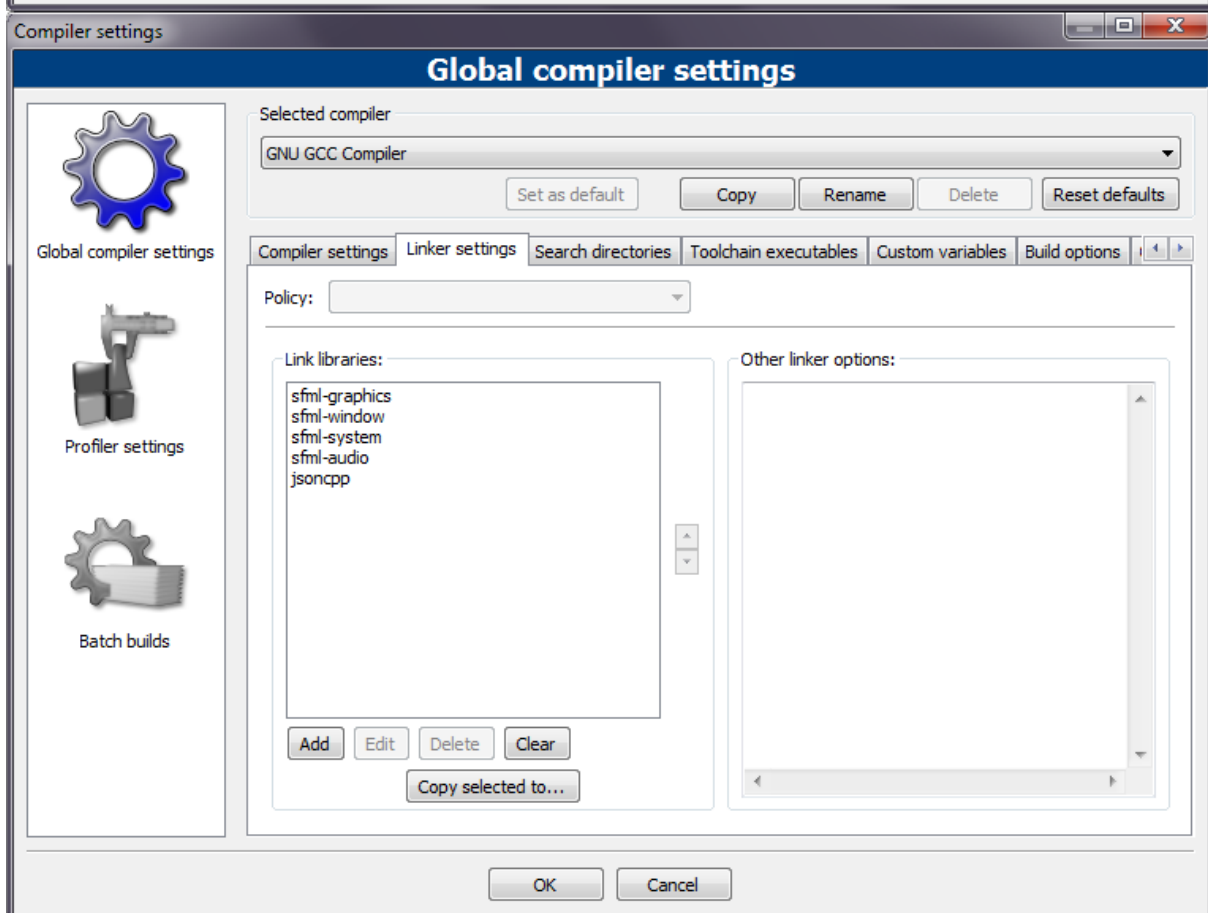 Compiler settings
Global compiler settings
Global compiler settings
Profiler settings
Batch builds
Selected compiler
GNU GCC Compiler
Set as default Copy Rename Delete Reset defaults
Compiler settings Linker settings Search directories Toolchain executables Custom variables Build options
Policy:
Link libraries:
sfml-graphics
sfml-window
sfml-system
sfml-audio
jsoncpp
Add Edit Delete Clear
Copy selected to...
Other linker options:
OK Cancel